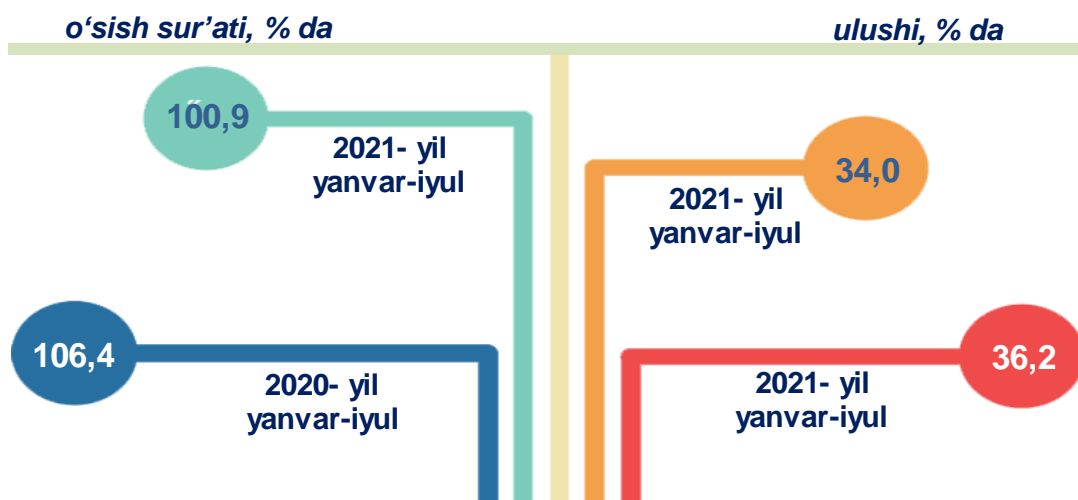 o‘sish sur’ati, % da
ulushi, % da
100,9
2021- yil
yanvar-iyul
34,0
2021- yil
yanvar-iyul
106,4
2020- yil
yanvar-iyul
36,2
2021- yil
yanvar-iyul